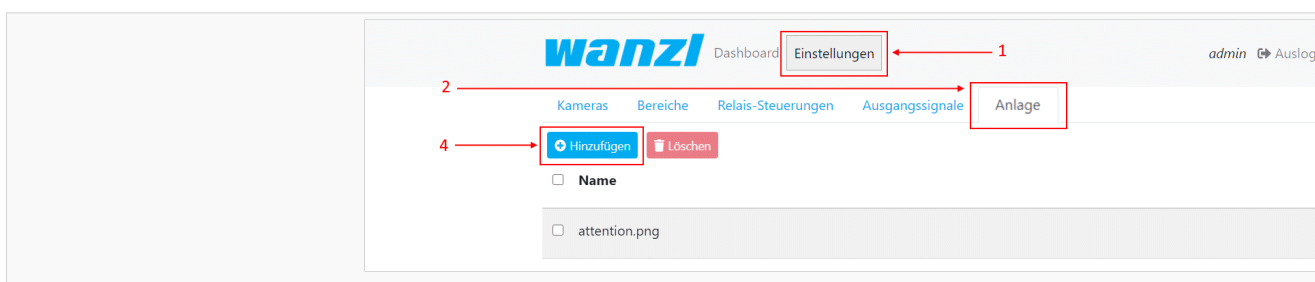 wanzl Dashboard Einstellungen 1 admin Auslog
2
Kameras Bereiche Relais-Steuerungen Ausgangssignale Anlage
4 Hinzufügen Löschen
Name
attention.png